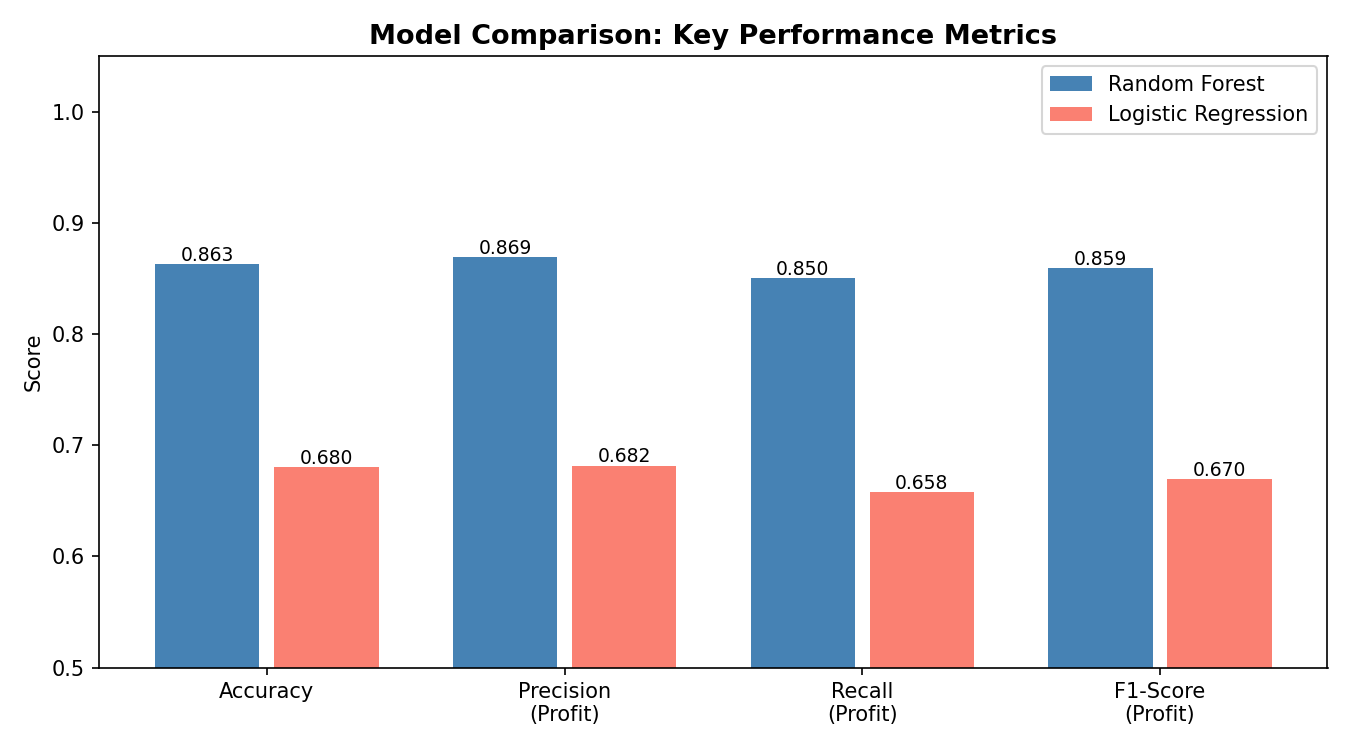 Model Comparison: Key Performance Metrics
Random Forest
Logistic Regression
Score
1.0
0.9
0.8
0.7
0.6
0.5
0.863
0.680
0.869
0.682
0.850
0.658
0.859
0.670
Accuracy
Precision
(Profit)
Recall
(Profit)
F1-Score
(Profit)